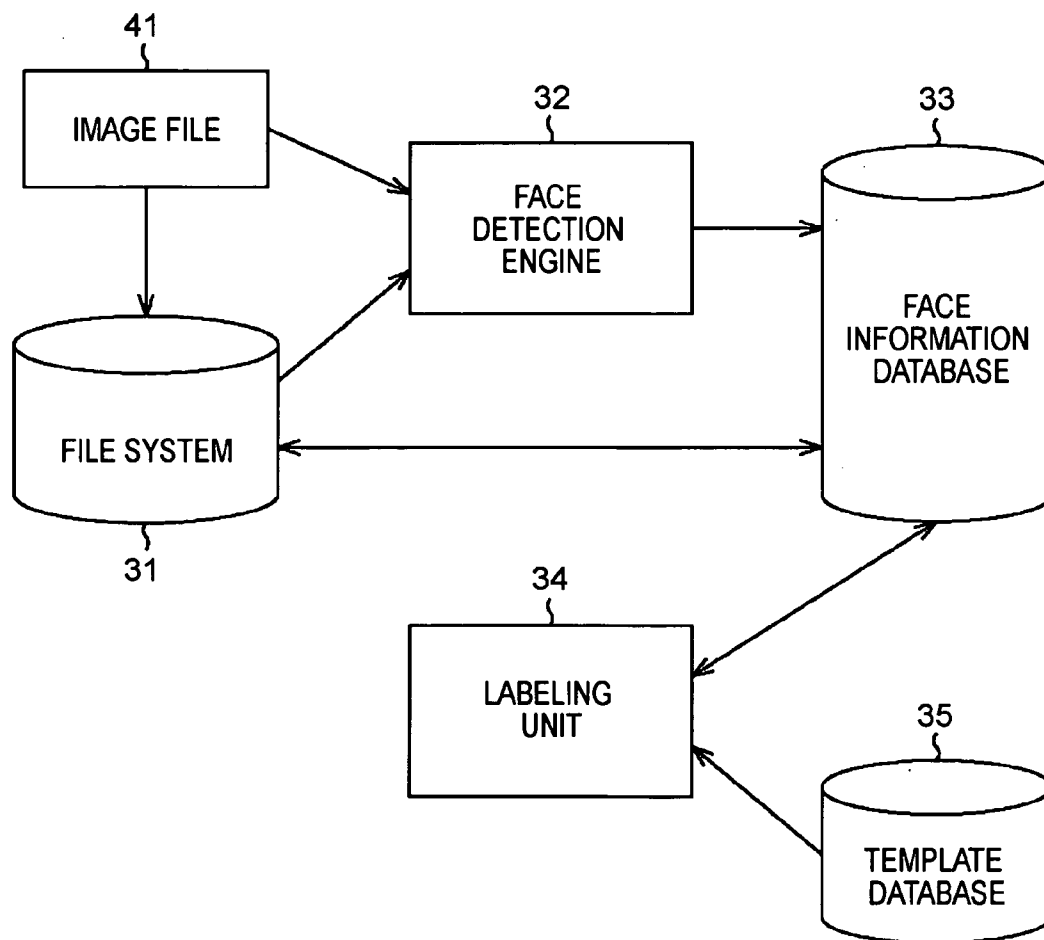 41
IMAGE FILE
32
FACE
DETECTION
ENGINE
33
FACE
INFORMATION
DATABASE
FILE SYSTEM
31
34
LABELING
UNIT
35
TEMPLATE
DATABASE